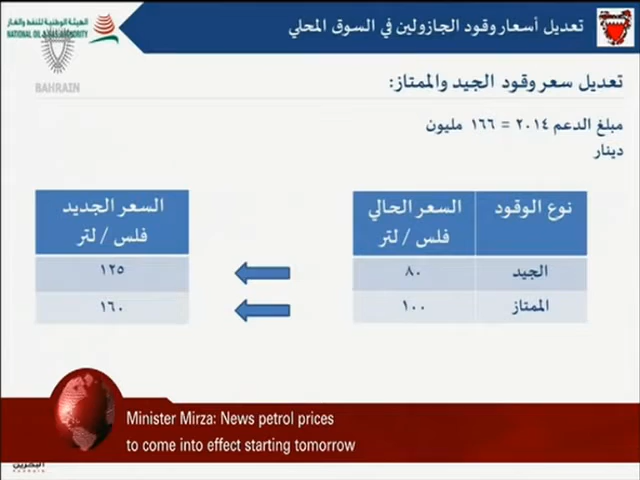 الهيئة الوطنية للنفط والغاز
NATIONAL OIL & GAS AUTHORITY
تعديل أسعار وقود الجازولين في السوق المحلي
BAHRAIN
تعديل سعر وقود الجيد والممتاز:
مبلغ الدعم ٢٠١٤ = ١٦٦ مليون
دينار
نوع الوقود السعر الحالي السعر الجديد
فلس / لتر فلس / لتر
الجيد ٨٠ ١٢٥
الممتاز ١٠٠ ١٦٠
Minister Mirza: News petrol prices
to come into effect starting tomorrow
البحرين